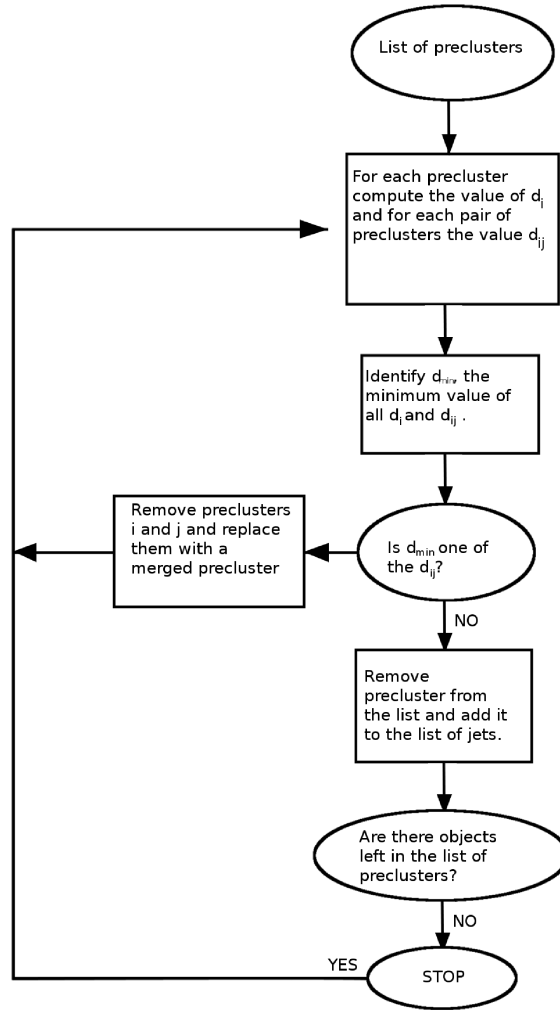 List of preclusters
For each precluster
compute the value of di
and for each pair of
preclusters the value dij
Identify dmin, the
minimum value of
all di and dij .
Remove preclusters
i and j and replace
them with a
merged precluster
Is dmin one of
the dij?
NO
Remove
precluster from
the list and add it
to the list of jets.
Are there objects
left in the list of
preclusters?
NO
YES
STOP